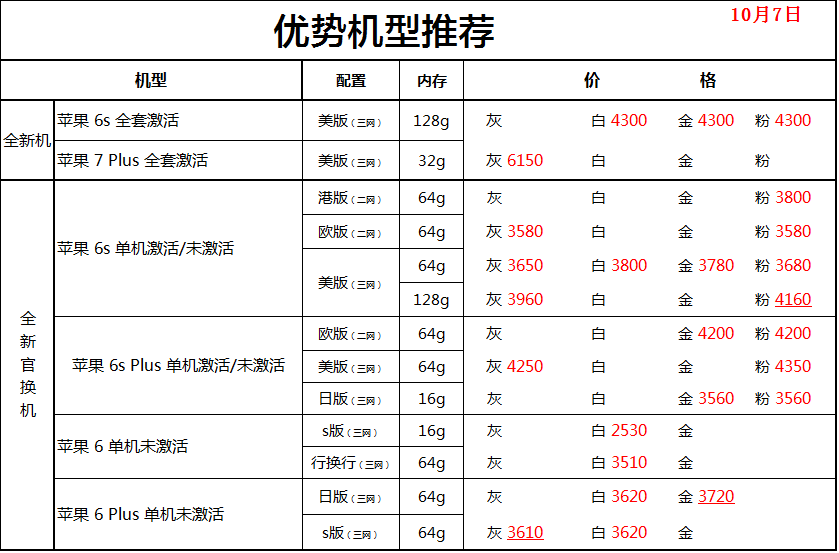 优势机型推荐
10月7日
机型 配置 内存 价 格
全新机
苹果 6s 全套激活 美版（三网） 128g 灰 白 4300 金 4300 粉 4300
苹果 7 Plus 全套激活 美版（三网） 32g 灰 6150 白 金 粉
全新官换机
苹果 6s 单机激活/未激活
港版（二网） 64g 灰 白 金 粉 3800
欧版（二网） 64g 灰 3580 白 金 粉 3580
美版（三网） 64g 灰 3650 白 3800 金 3780 粉 3680
128g 灰 3960 白 金 粉 4160
苹果 6s Plus 单机激活/未激活
欧版（二网） 64g 灰 白 金 4200 粉 4200
美版（三网） 64g 灰 4250 白 金 粉 4350
日版（三网） 16g 灰 白 金 3560 粉 3560
苹果 6 单机未激活
s版（三网） 16g 灰 白 2530 金
行换行（三网） 64g 灰 白 3510 金
苹果 6 Plus 单机未激活
日版（三网） 64g 灰 白 3620 金 3720
s版（三网） 64g 灰 3610 白 3620 金